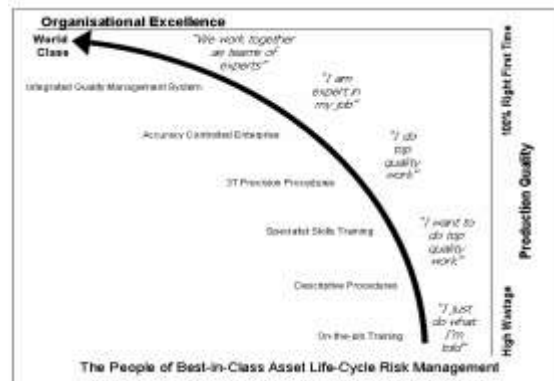 Organisational Excellence
World
Class
"We work together
as teams of
experts"
Integrated Quality Management System
"I am
expert in
my job"
Accuracy Controlled Enterprise
"I do
top
quality
work"
3T Precision Procedures
Specialist Skills Training
"I want to
do top
quality
work"
Descriptive Procedures
"I just
do what
I'm
told"
On-the-job Training
100% Right First Time
Production Quality
High Wastage
The People of Best-in-Class Asset Life-Cycle Risk Management